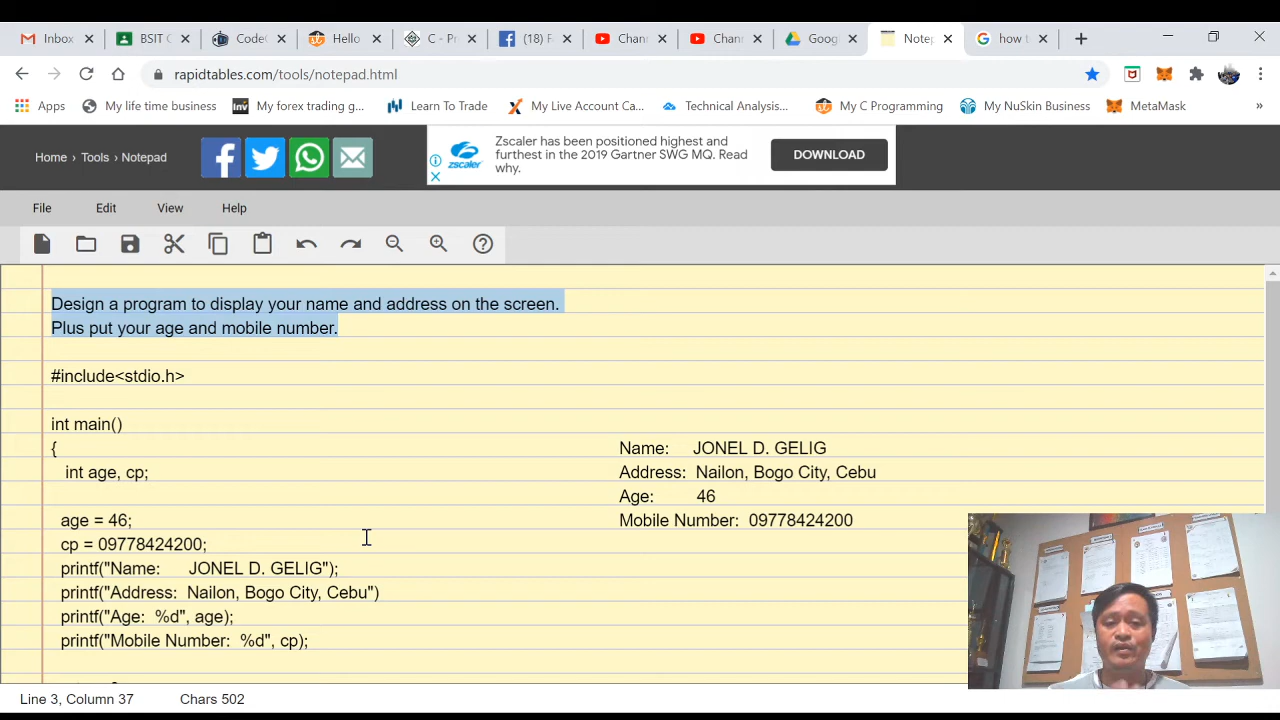 Inbox
BSIT C
Code
Hello
C - Pr
(18) F
Chann
Chann
Goog
Notep
how t
rapidtables.com/tools/notepad.html
Apps
My life time business
My forex trading g...
Learn To Trade
My Live Account Ca...
Technical Analysis...
My C Programming
My NuSkin Business
MetaMask
»
Home › Tools › Notepad
Zscaler has been positioned highest and
furthest in the 2019 Gartner SWG MQ. Read
why.
zscaler
DOWNLOAD
File Edit View Help
Design a program to display your name and address on the screen.
Plus put your age and mobile number.
#include<stdio.h>
int main()
{
int age, cp;
age = 46;
cp = 09778424200;
printf("Name: JONEL D. GELIG");
printf("Address: Nailon, Bogo City, Cebu")
printf("Age: %d", age);
printf("Mobile Number: %d", cp);
Name: JONEL D. GELIG
Address: Nailon, Bogo City, Cebu
Age: 46
Mobile Number: 09778424200
Line 3, Column 37 Chars 502